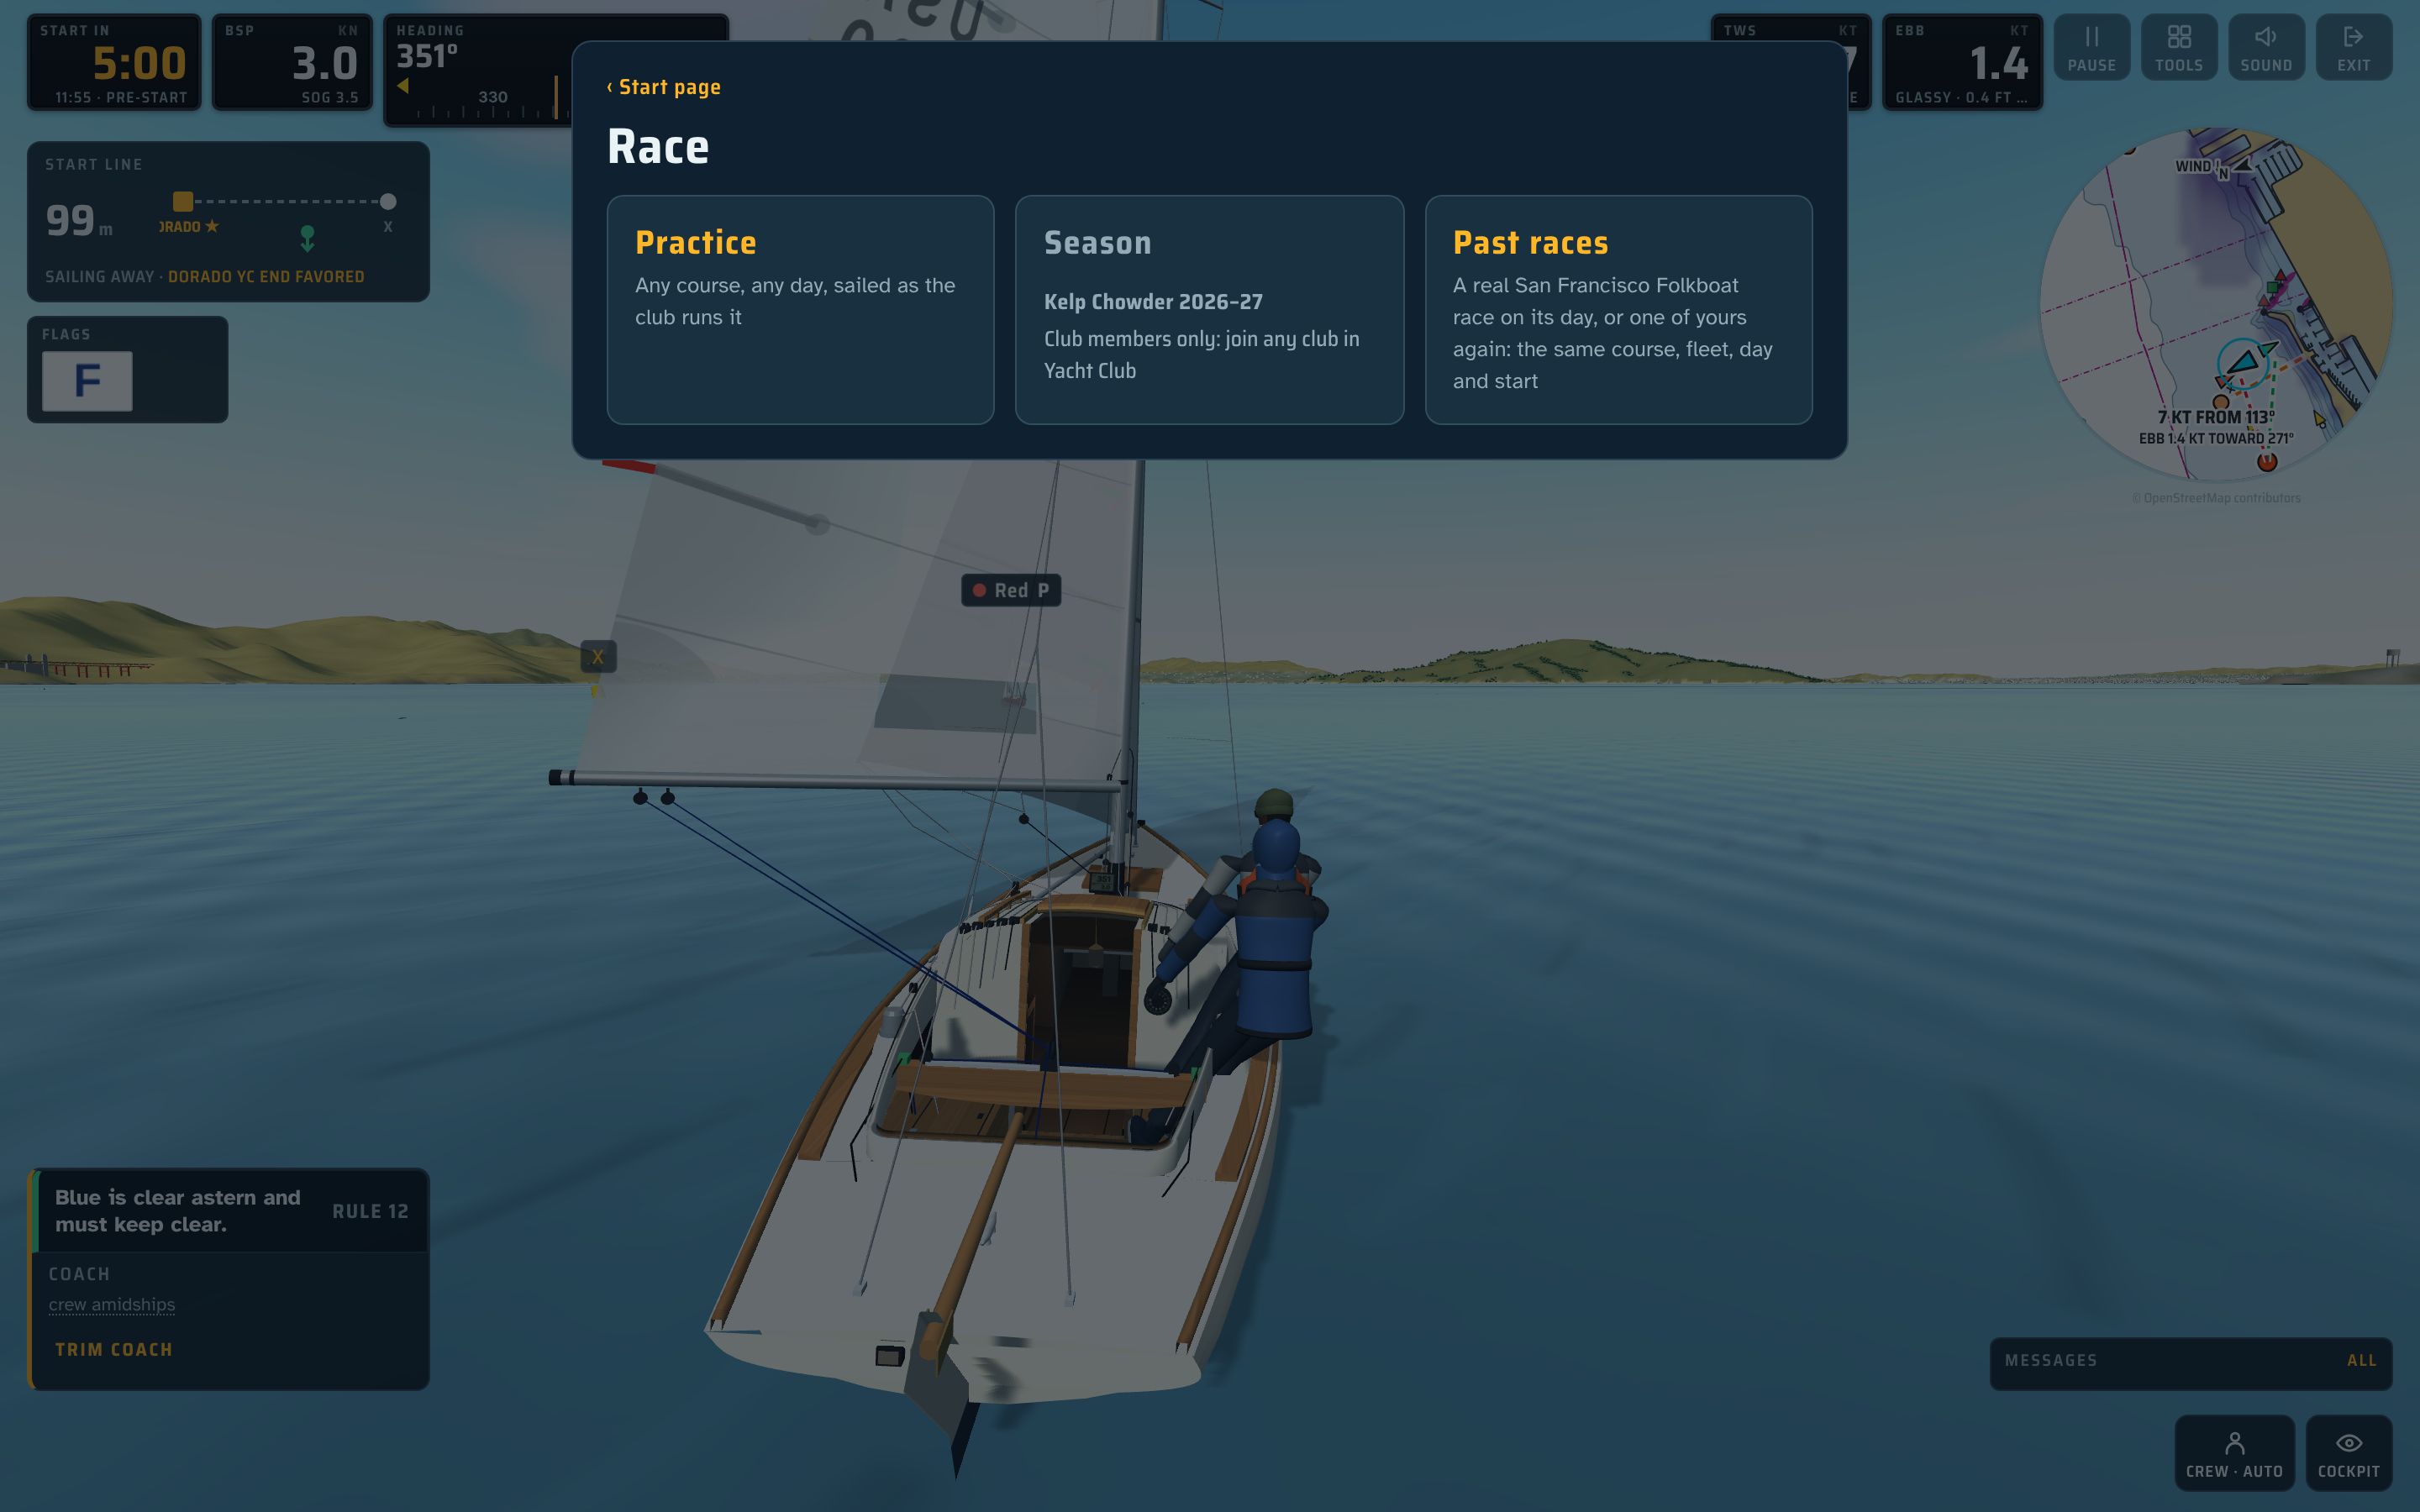 START IN
5:00
11:55 · PRE-START
BSP KN
3.0
SOG 3.5
HEADING
351°
330
TWS KT
EBB KT
1.4
GLASSY · 0.4 FT ...
PAUSE
TOOLS
SOUND
EXIT
‹ Start page
Race
Practice
Any course, any day, sailed as the
club runs it
Season
Kelp Chowder 2026–27
Club members only: join any club in
Yacht Club
Past races
A real San Francisco Folkboat
race on its day, or one of yours
again: the same course, fleet, day
and start
START LINE
99 m
X
SAILING AWAY · DORADO YC END FAVORED
FLAGS
F
WIND
N
7 KT FROM 113°
EBB 1.4 KT TOWARD 271°
© OpenStreetMap contributors
Red P
X
Blue is clear astern and
must keep clear.
RULE 12
COACH
crew amidships
TRIM COACH
MESSAGES
ALL
CREW · AUTO
COCKPIT